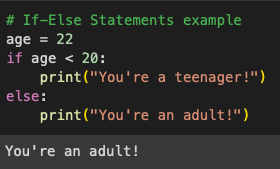 # If-Else Statements example
age = 22
if age < 20:
    print("You're a teenager!")
else:
    print("You're an adult!")
You're an adult!